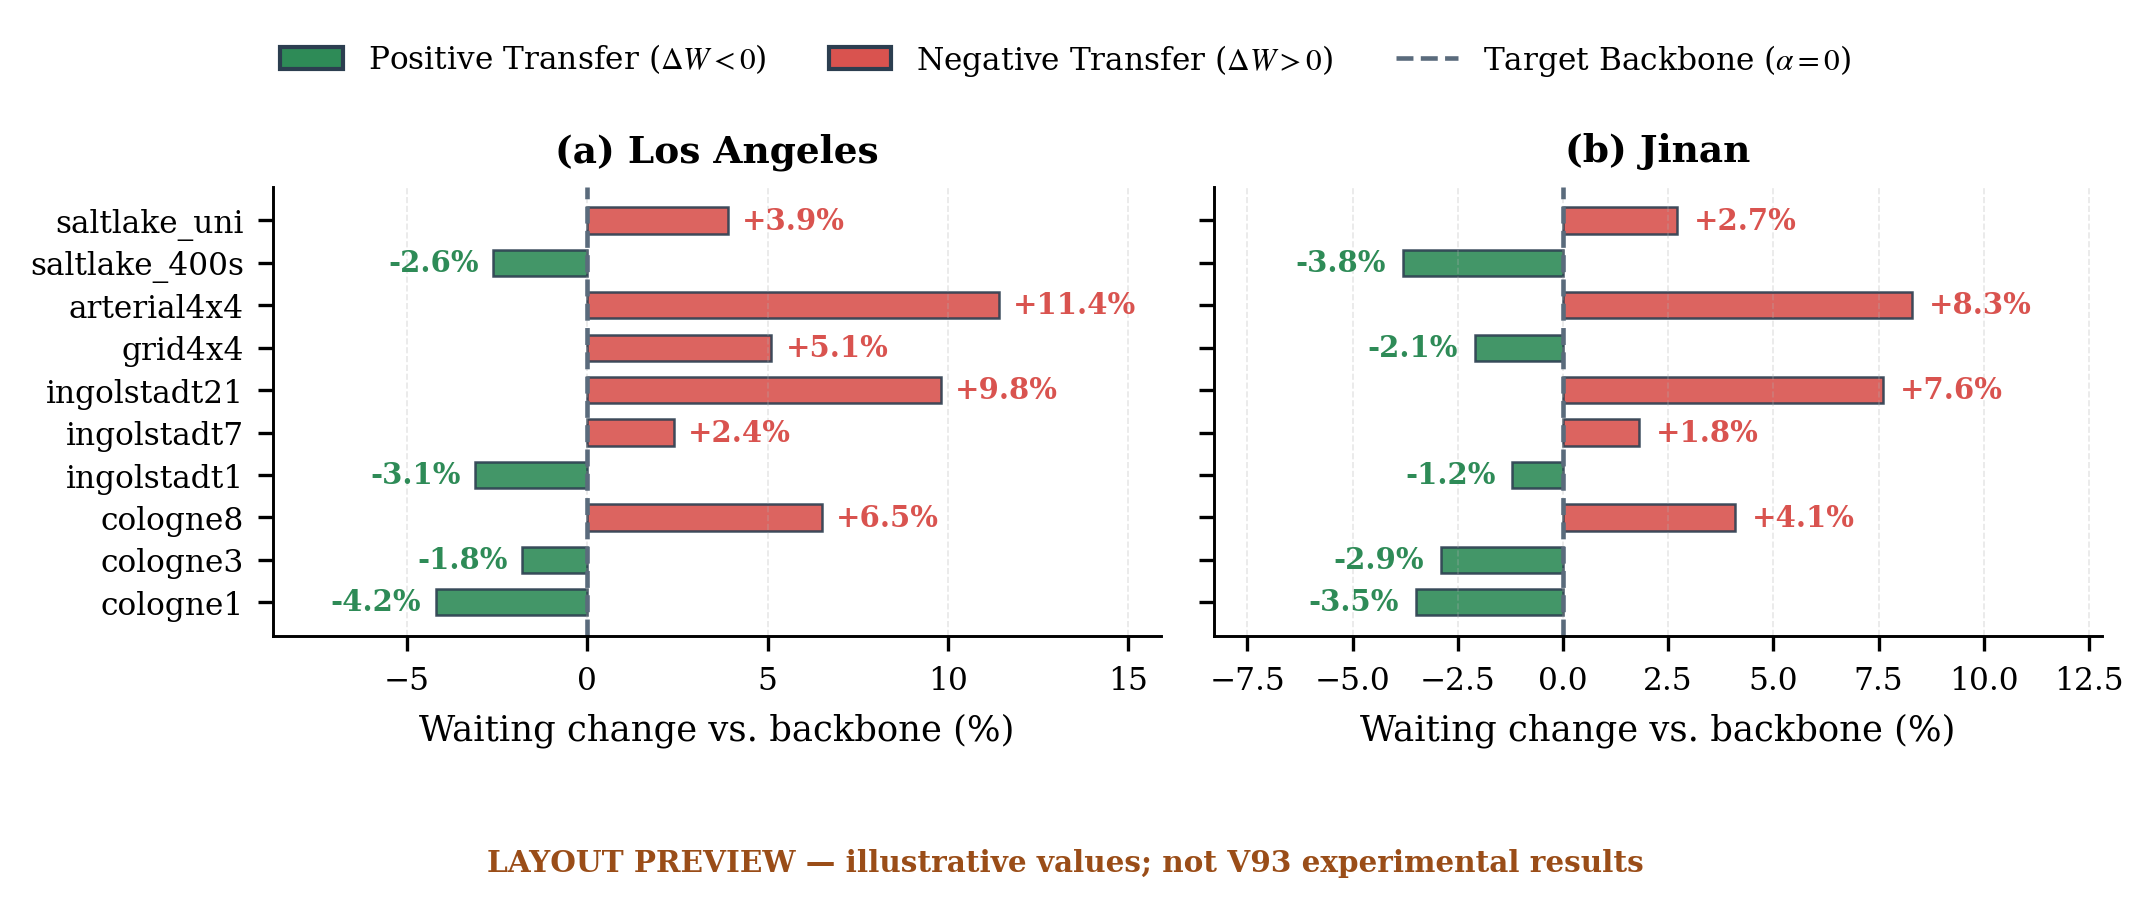 Positive Transfer (ΔW<0) Negative Transfer (ΔW>0) Target Backbone (α=0)
(a) Los Angeles
saltlake_uni +3.9%
saltlake_400s -2.6%
arterial4x4 +11.4%
grid4x4 +5.1%
ingolstadt21 +9.8%
ingolstadt7 +2.4%
ingolstadt1 -3.1%
cologne8 +6.5%
cologne3 -1.8%
cologne1 -4.2%
−5 0 5 10 15
Waiting change vs. backbone (%)
(b) Jinan
+2.7%
-3.8%
+8.3%
-2.1%
+7.6%
+1.8%
-1.2%
+4.1%
-2.9%
-3.5%
−7.5 −5.0 −2.5 0.0 2.5 5.0 7.5 10.0 12.5
Waiting change vs. backbone (%)
LAYOUT PREVIEW — illustrative values; not V93 experimental results